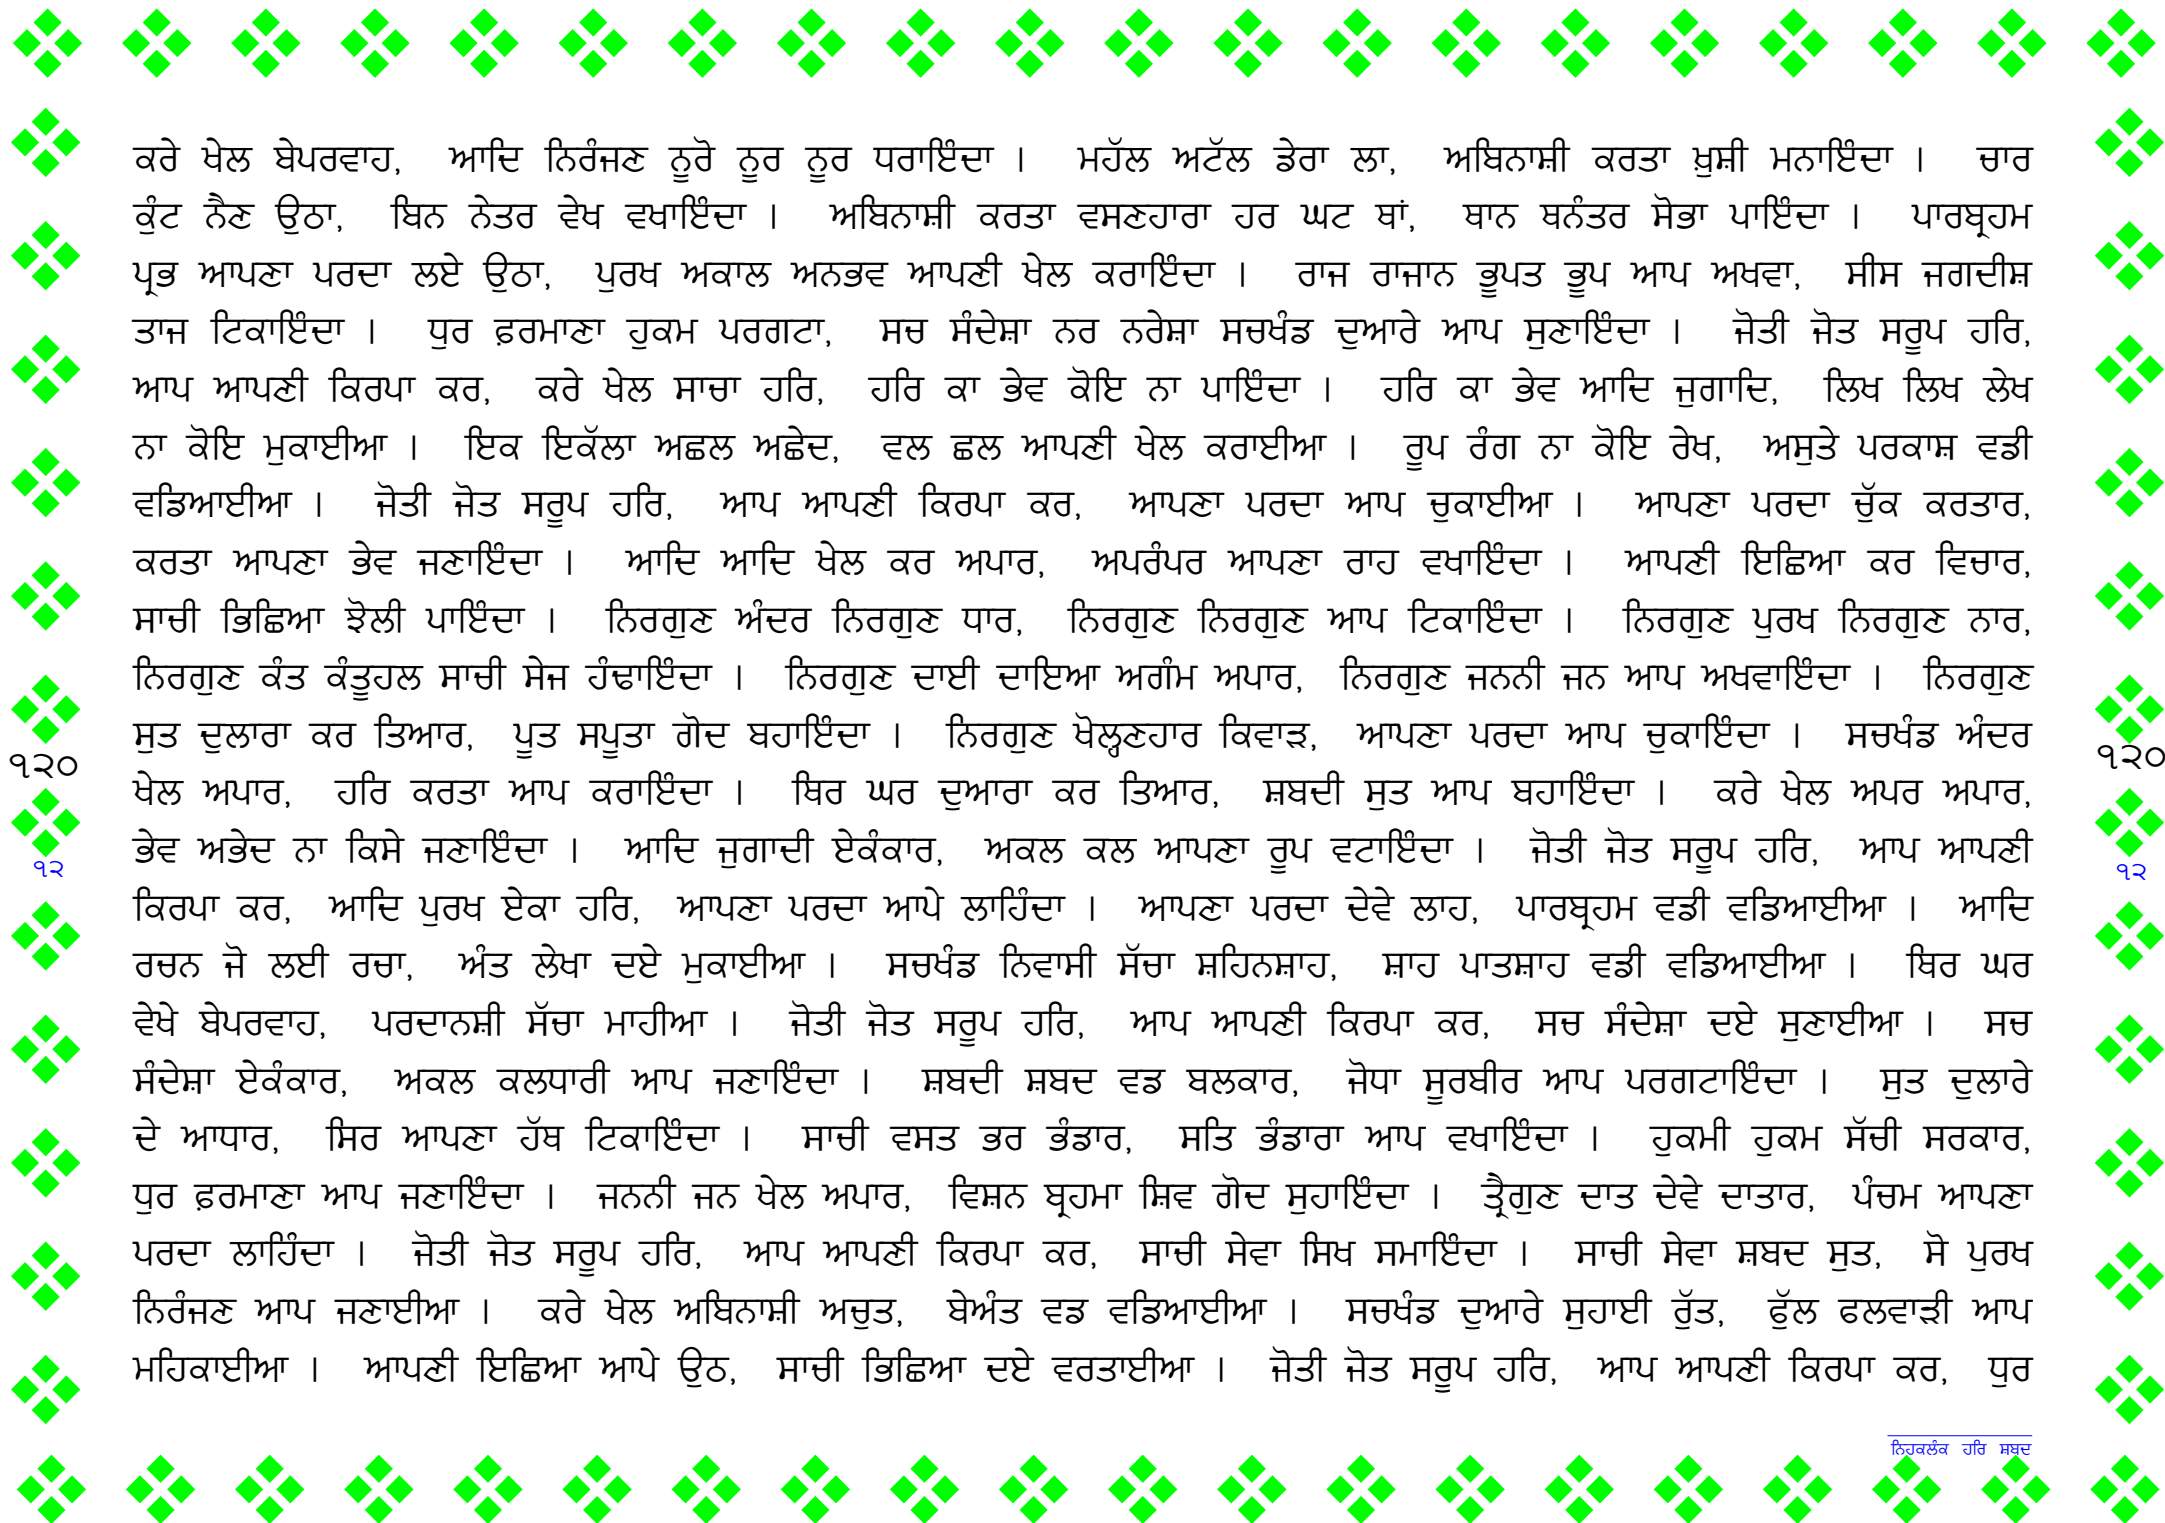 ਕਰੇ ਖੇਲ ਬੇਪਰਵਾਹ, ਆਦਿ ਨਿਰੰਜਣ ਨੂਰੋ ਨੂਰ ਨੂਰ ਧਰਾਇੰਦਾ । ਮਹੱਲ ਅਟੱਲ ਡੇਰਾ ਲਾ, ਅਬਿਨਾਸ਼ੀ ਕਰਤਾ ਖ਼ੁਸ਼ੀ ਮਨਾਇੰਦਾ । ਚਾਰ
ਕੁੰਟ ਨੈਣ ਉਠਾ, ਬਿਨ ਨੇਤਰ ਵੇਖ ਵਖਾਇੰਦਾ । ਅਬਿਨਾਸ਼ੀ ਕਰਤਾ ਵਸਣਹਾਰਾ ਹਰ ਘਟ ਥਾਂ, ਥਾਨ ਥਨੰਤਰ ਸੋਭਾ ਪਾਇੰਦਾ । ਪਾਰਬ੍ਰਹਮ
ਪ੍ਰਭ ਆਪਣਾ ਪਰਦਾ ਲਏ ਉਠਾ, ਪੁਰਖ ਅਕਾਲ ਅਨਭਵ ਆਪਣੀ ਖੇਲ ਕਰਾਇੰਦਾ । ਰਾਜ ਰਾਜਾਨ ਭੂਪਤ ਭੂਪ ਆਪ ਅਖਵਾ, ਸੀਸ ਜਗਦੀਸ਼
ਤਾਜ ਟਿਕਾਇੰਦਾ । ਧੁਰ ਫ਼ਰਮਾਣਾ ਹੁਕਮ ਪਰਗਟਾ, ਸਚ ਸੰਦੇਸ਼ਾ ਨਰ ਨਰੇਸ਼ਾ ਸਚਖੰਡ ਦੁਆਰੇ ਆਪ ਸੁਣਾਇੰਦਾ । ਜੋਤੀ ਜੋਤ ਸਰੂਪ ਹਰਿ,
ਆਪ ਆਪਣੀ ਕਿਰਪਾ ਕਰ, ਕਰੇ ਖੇਲ ਸਾਚਾ ਹਰਿ, ਹਰਿ ਕਾ ਭੇਵ ਕੋਇ ਨਾ ਪਾਇੰਦਾ । ਹਰਿ ਕਾ ਭੇਵ ਆਦਿ ਜੁਗਾਦਿ, ਲਿਖ ਲਿਖ ਲੇਖ
ਨਾ ਕੋਇ ਮੁਕਾਈਆ । ਇਕ ਇਕੱਲਾ ਅਛਲ ਅਛੇਦ, ਵਲ ਛਲ ਆਪਣੀ ਖੇਲ ਕਰਾਈਆ । ਰੂਪ ਰੰਗ ਨਾ ਕੋਇ ਰੇਖ, ਅਸੁਤੇ ਪਰਕਾਸ਼ ਵਡੀ
ਵਡਿਆਈਆ । ਜੋਤੀ ਜੋਤ ਸਰੂਪ ਹਰਿ, ਆਪ ਆਪਣੀ ਕਿਰਪਾ ਕਰ, ਆਪਣਾ ਪਰਦਾ ਆਪ ਚੁਕਾਈਆ । ਆਪਣਾ ਪਰਦਾ ਚੁੱਕ ਕਰਤਾਰ,
ਕਰਤਾ ਆਪਣਾ ਭੇਵ ਜਣਾਇੰਦਾ । ਆਦਿ ਆਦਿ ਖੇਲ ਕਰ ਅਪਾਰ, ਅਪਰੰਪਰ ਆਪਣਾ ਰਾਹ ਵਖਾਇੰਦਾ । ਆਪਣੀ ਇਛਿਆ ਕਰ ਵਿਚਾਰ,
ਸਾਚੀ ਭਿਛਿਆ ਝੋਲੀ ਪਾਇੰਦਾ । ਨਿਰਗੁਣ ਅੰਦਰ ਨਿਰਗੁਣ ਧਾਰ, ਨਿਰਗੁਣ ਨਿਰਗੁਣ ਆਪ ਟਿਕਾਇੰਦਾ । ਨਿਰਗੁਣ ਪੁਰਖ ਨਿਰਗੁਣ ਨਾਰ,
ਨਿਰਗੁਣ ਕੰਤ ਕੰਤੂਹਲ ਸਾਚੀ ਸੇਜ ਹੰਢਾਇੰਦਾ । ਨਿਰਗੁਣ ਦਾਈ ਦਾਇਆ ਅਗੰਮ ਅਪਾਰ, ਨਿਰਗੁਣ ਜਨਨੀ ਜਨ ਆਪ ਅਖਵਾਇੰਦਾ । ਨਿਰਗੁਣ
ਸੁਤ ਦੁਲਾਰਾ ਕਰ ਤਿਆਰ, ਪੂਤ ਸਪੂਤਾ ਗੋਦ ਬਹਾਇੰਦਾ । ਨਿਰਗੁਣ ਖੋਲ੍ਹਣਹਾਰ ਕਿਵਾੜ, ਆਪਣਾ ਪਰਦਾ ਆਪ ਚੁਕਾਇੰਦਾ । ਸਚਖੰਡ ਅੰਦਰ
ਖੇਲ ਅਪਾਰ, ਹਰਿ ਕਰਤਾ ਆਪ ਕਰਾਇੰਦਾ । ਥਿਰ ਘਰ ਦੁਆਰਾ ਕਰ ਤਿਆਰ, ਸ਼ਬਦੀ ਸੁਤ ਆਪ ਬਹਾਇੰਦਾ । ਕਰੇ ਖੇਲ ਅਪਰ ਅਪਾਰ,
ਭੇਵ ਅਭੇਦ ਨਾ ਕਿਸੇ ਜਣਾਇੰਦਾ । ਆਦਿ ਜੁਗਾਦੀ ਏਕੰਕਾਰ, ਅਕਲ ਕਲ ਆਪਣਾ ਰੂਪ ਵਟਾਇੰਦਾ । ਜੋਤੀ ਜੋਤ ਸਰੂਪ ਹਰਿ, ਆਪ ਆਪਣੀ
ਕਿਰਪਾ ਕਰ, ਆਦਿ ਪੁਰਖ ਏਕਾ ਹਰਿ, ਆਪਣਾ ਪਰਦਾ ਆਪੇ ਲਾਹਿੰਦਾ । ਆਪਣਾ ਪਰਦਾ ਦੇਵੇ ਲਾਹ, ਪਾਰਬ੍ਰਹਮ ਵਡੀ ਵਡਿਆਈਆ । ਆਦਿ
ਰਚਨ ਜੋ ਲਈ ਰਚਾ, ਅੰਤ ਲੇਖਾ ਦਏ ਮੁਕਾਈਆ । ਸਚਖੰਡ ਨਿਵਾਸੀ ਸੱਚਾ ਸ਼ਹਿਨਸ਼ਾਹ, ਸ਼ਾਹ ਪਾਤਸ਼ਾਹ ਵਡੀ ਵਡਿਆਈਆ । ਥਿਰ ਘਰ
ਵੇਖੇ ਬੇਪਰਵਾਹ, ਪਰਦਾਨਸ਼ੀ ਸੱਚਾ ਮਾਹੀਆ । ਜੋਤੀ ਜੋਤ ਸਰੂਪ ਹਰਿ, ਆਪ ਆਪਣੀ ਕਿਰਪਾ ਕਰ, ਸਚ ਸੰਦੇਸ਼ਾ ਦਏ ਸੁਣਾਈਆ । ਸਚ
ਸੰਦੇਸ਼ਾ ਏਕੰਕਾਰ, ਅਕਲ ਕਲਧਾਰੀ ਆਪ ਜਣਾਇੰਦਾ । ਸ਼ਬਦੀ ਸ਼ਬਦ ਵਡ ਬਲਕਾਰ, ਜੋਧਾ ਸੂਰਬੀਰ ਆਪ ਪਰਗਟਾਇੰਦਾ । ਸੁਤ ਦੁਲਾਰੇ
ਦੇ ਆਧਾਰ, ਸਿਰ ਆਪਣਾ ਹੱਥ ਟਿਕਾਇੰਦਾ । ਸਾਚੀ ਵਸਤ ਭਰ ਭੰਡਾਰ, ਸਤਿ ਭੰਡਾਰਾ ਆਪ ਵਖਾਇੰਦਾ । ਹੁਕਮੀ ਹੁਕਮ ਸੱਚੀ ਸਰਕਾਰ,
ਧੁਰ ਫ਼ਰਮਾਣਾ ਆਪ ਜਣਾਇੰਦਾ । ਜਨਨੀ ਜਨ ਖੇਲ ਅਪਾਰ, ਵਿਸ਼ਨ ਬ੍ਰਹਮਾ ਸ਼ਿਵ ਗੋਦ ਸੁਹਾਇੰਦਾ । ਤ੍ਰੈਗੁਣ ਦਾਤ ਦੇਵੇ ਦਾਤਾਰ, ਪੰਚਮ ਆਪਣਾ
ਪਰਦਾ ਲਾਹਿੰਦਾ । ਜੋਤੀ ਜੋਤ ਸਰੂਪ ਹਰਿ, ਆਪ ਆਪਣੀ ਕਿਰਪਾ ਕਰ, ਸਾਚੀ ਸੇਵਾ ਸਿਖ ਸਮਾਇੰਦਾ । ਸਾਚੀ ਸੇਵਾ ਸ਼ਬਦ ਸੁਤ, ਸੋ ਪੁਰਖ
ਨਿਰੰਜਣ ਆਪ ਜਣਾਈਆ । ਕਰੇ ਖੇਲ ਅਬਿਨਾਸ਼ੀ ਅਚੁਤ, ਬੇਅੰਤ ਵਡ ਵਡਿਆਈਆ । ਸਚਖੰਡ ਦੁਆਰੇ ਸੁਹਾਈ ਰੁੱਤ, ਫੁੱਲ ਫਲਵਾੜੀ ਆਪ
ਮਹਿਕਾਈਆ । ਆਪਣੀ ਇਛਿਆ ਆਪੇ ਉਠ, ਸਾਚੀ ਭਿਛਿਆ ਦਏ ਵਰਤਾਈਆ । ਜੋਤੀ ਜੋਤ ਸਰੂਪ ਹਰਿ, ਆਪ ਆਪਣੀ ਕਿਰਪਾ ਕਰ, ਧੁਰ
੧੨੦
੧੨੦
੧੨
੧੨
ਨਿਹਕਲੰਕ ਹਰਿ ਸ਼ਬਦ